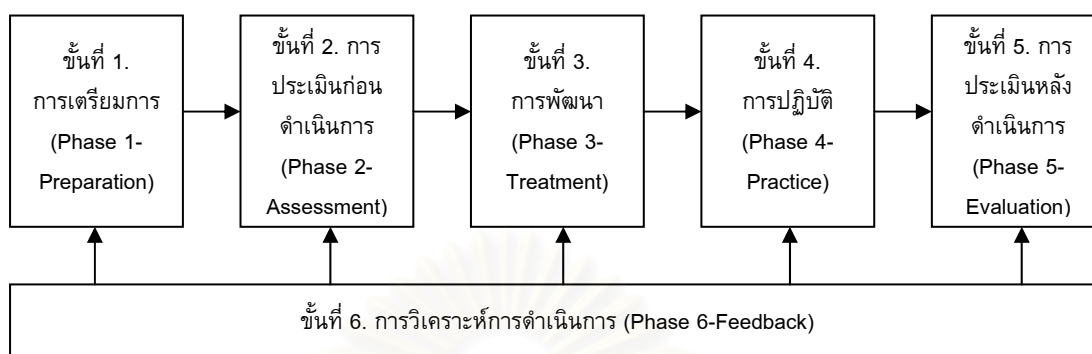 ขั้นที่ 1.
การเตรียมการ
(Phase 1-
Preparation)
ขั้นที่ 2. การ
ประเมินก่อน
ดำเนินการ
(Phase 2-
Assessment)
ขั้นที่ 3.
การพัฒนา
(Phase 3-
Treatment)
ขั้นที่ 4.
การปฏิบัติ
(Phase 4-
Practice)
ขั้นที่ 5. การ
ประเมินหลัง
ดำเนินการ
(Phase 5-
Evaluation)
ขั้นที่ 6. การวิเคราะห์การดำเนินการ (Phase 6-Feedback)